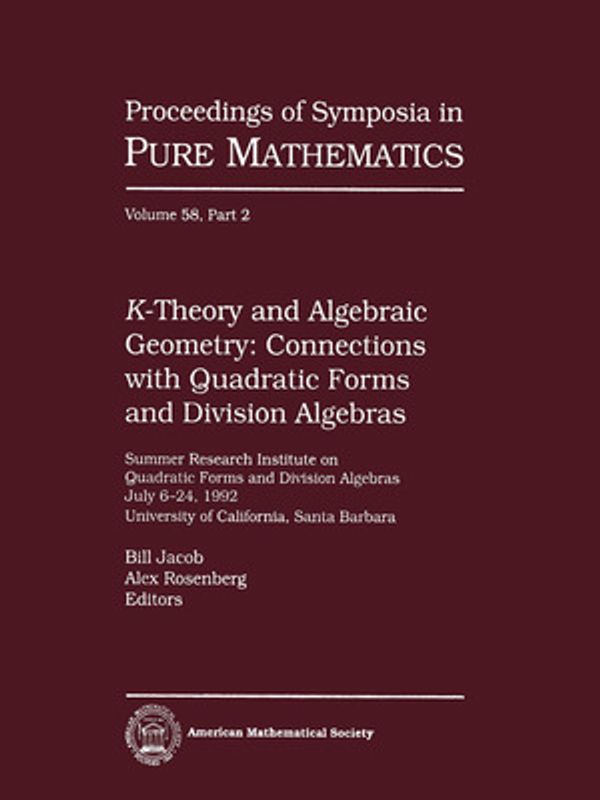 Proceedings of Symposia in
PURE MATHEMATICS
Volume 58, Part 2
K-Theory and Algebraic
Geometry: Connections
with Quadratic Forms
and Division Algebras
Summer Research Institute on
Quadratic Forms and Division Algebras
July 6–24, 1992
University of California, Santa Barbara
Bill Jacob
Alex Rosenberg
Editors
American Mathematical Society